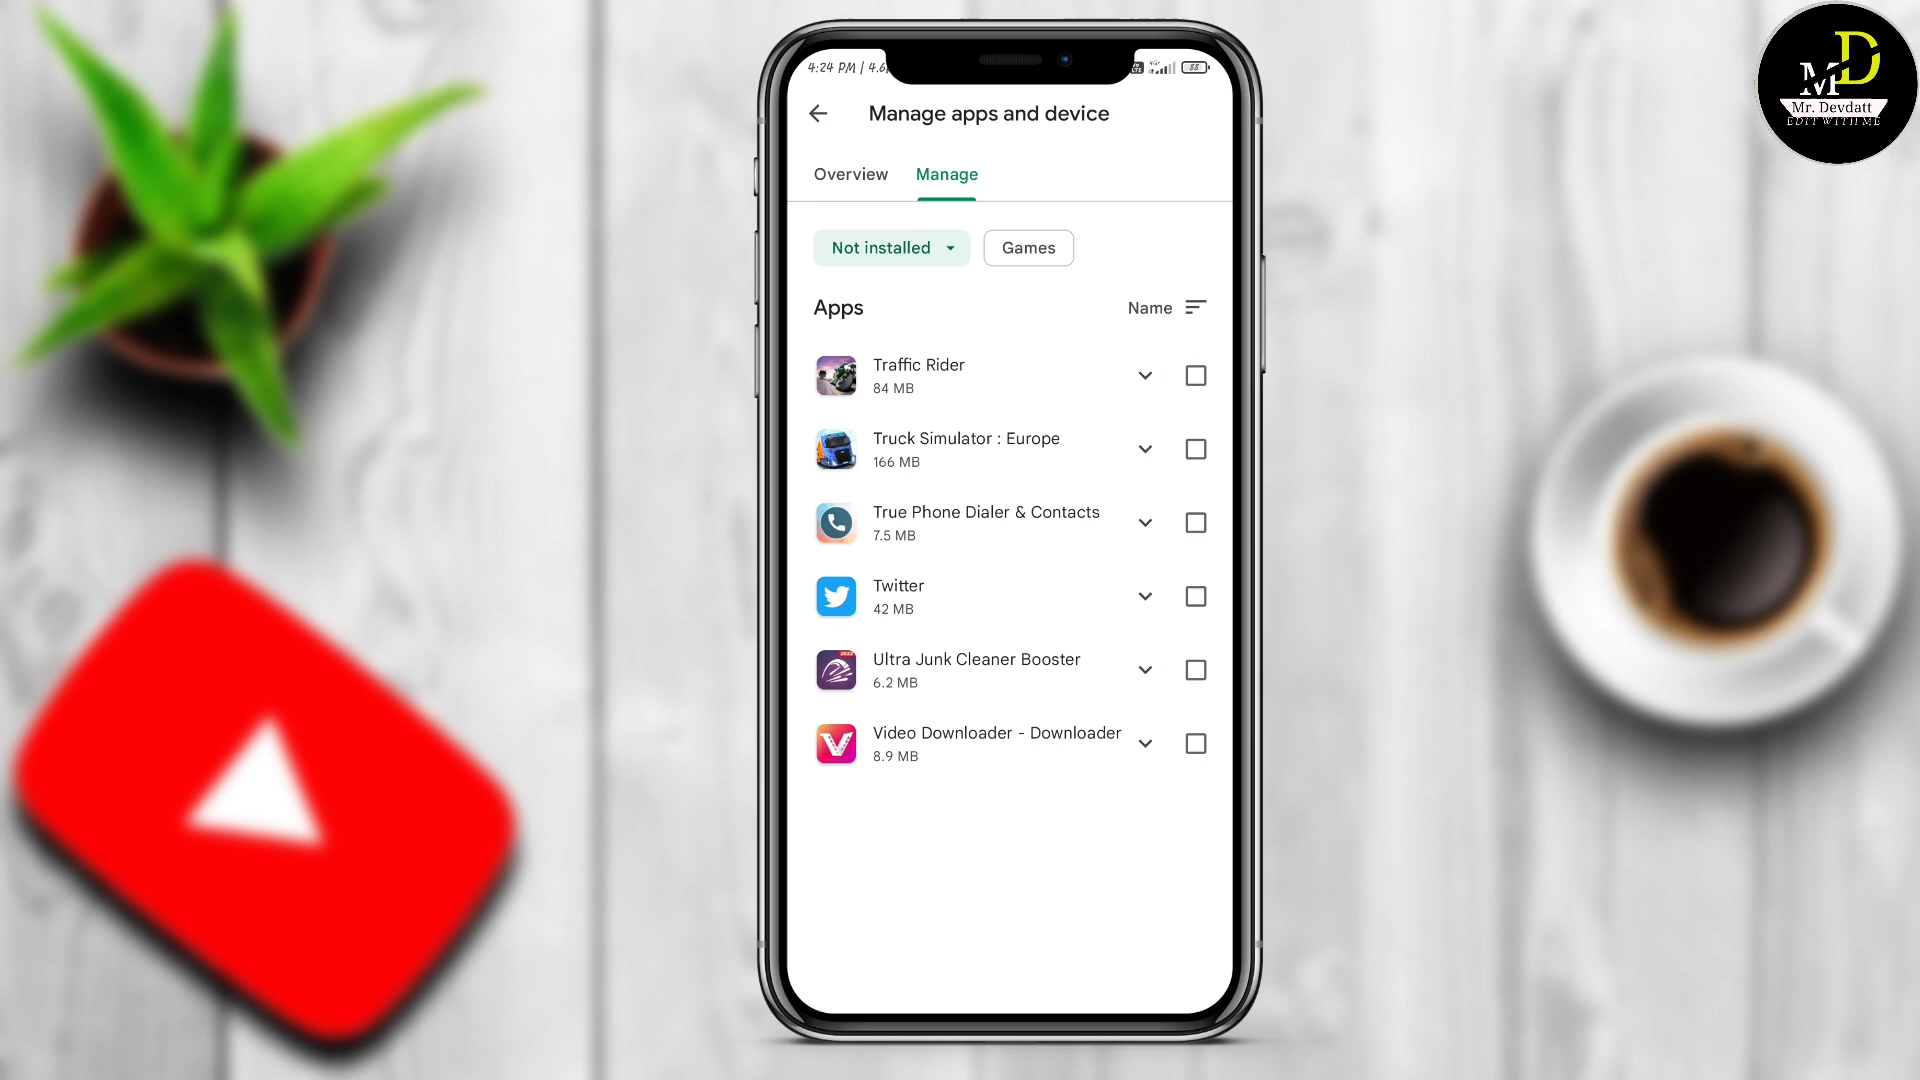 4:24 PM | 4.6
Manage apps and device
Overview
Manage
Not installed
Games
Apps
Name
Traffic Rider
84 MB
Truck Simulator : Europe
166 MB
True Phone Dialer & Contacts
7.5 MB
Twitter
42 MB
Ultra Junk Cleaner Booster
6.2 MB
Video Downloader - Downloader
8.9 MB
MD
Mr. Devdatt
EDIT WITH ME